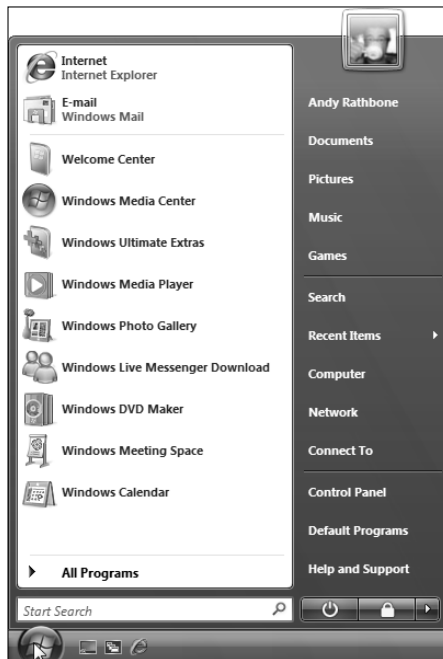 Internet
Internet Explorer
E-mail
Windows Mail
Welcome Center
Windows Media Center
Windows Ultimate Extras
Windows Media Player
Windows Photo Gallery
Windows Live Messenger Download
Windows DVD Maker
Windows Meeting Space
Windows Calendar
All Programs
Start Search
Andy Rathbone
Documents
Pictures
Music
Games
Search
Recent Items
Computer
Network
Connect To
Control Panel
Default Programs
Help and Support